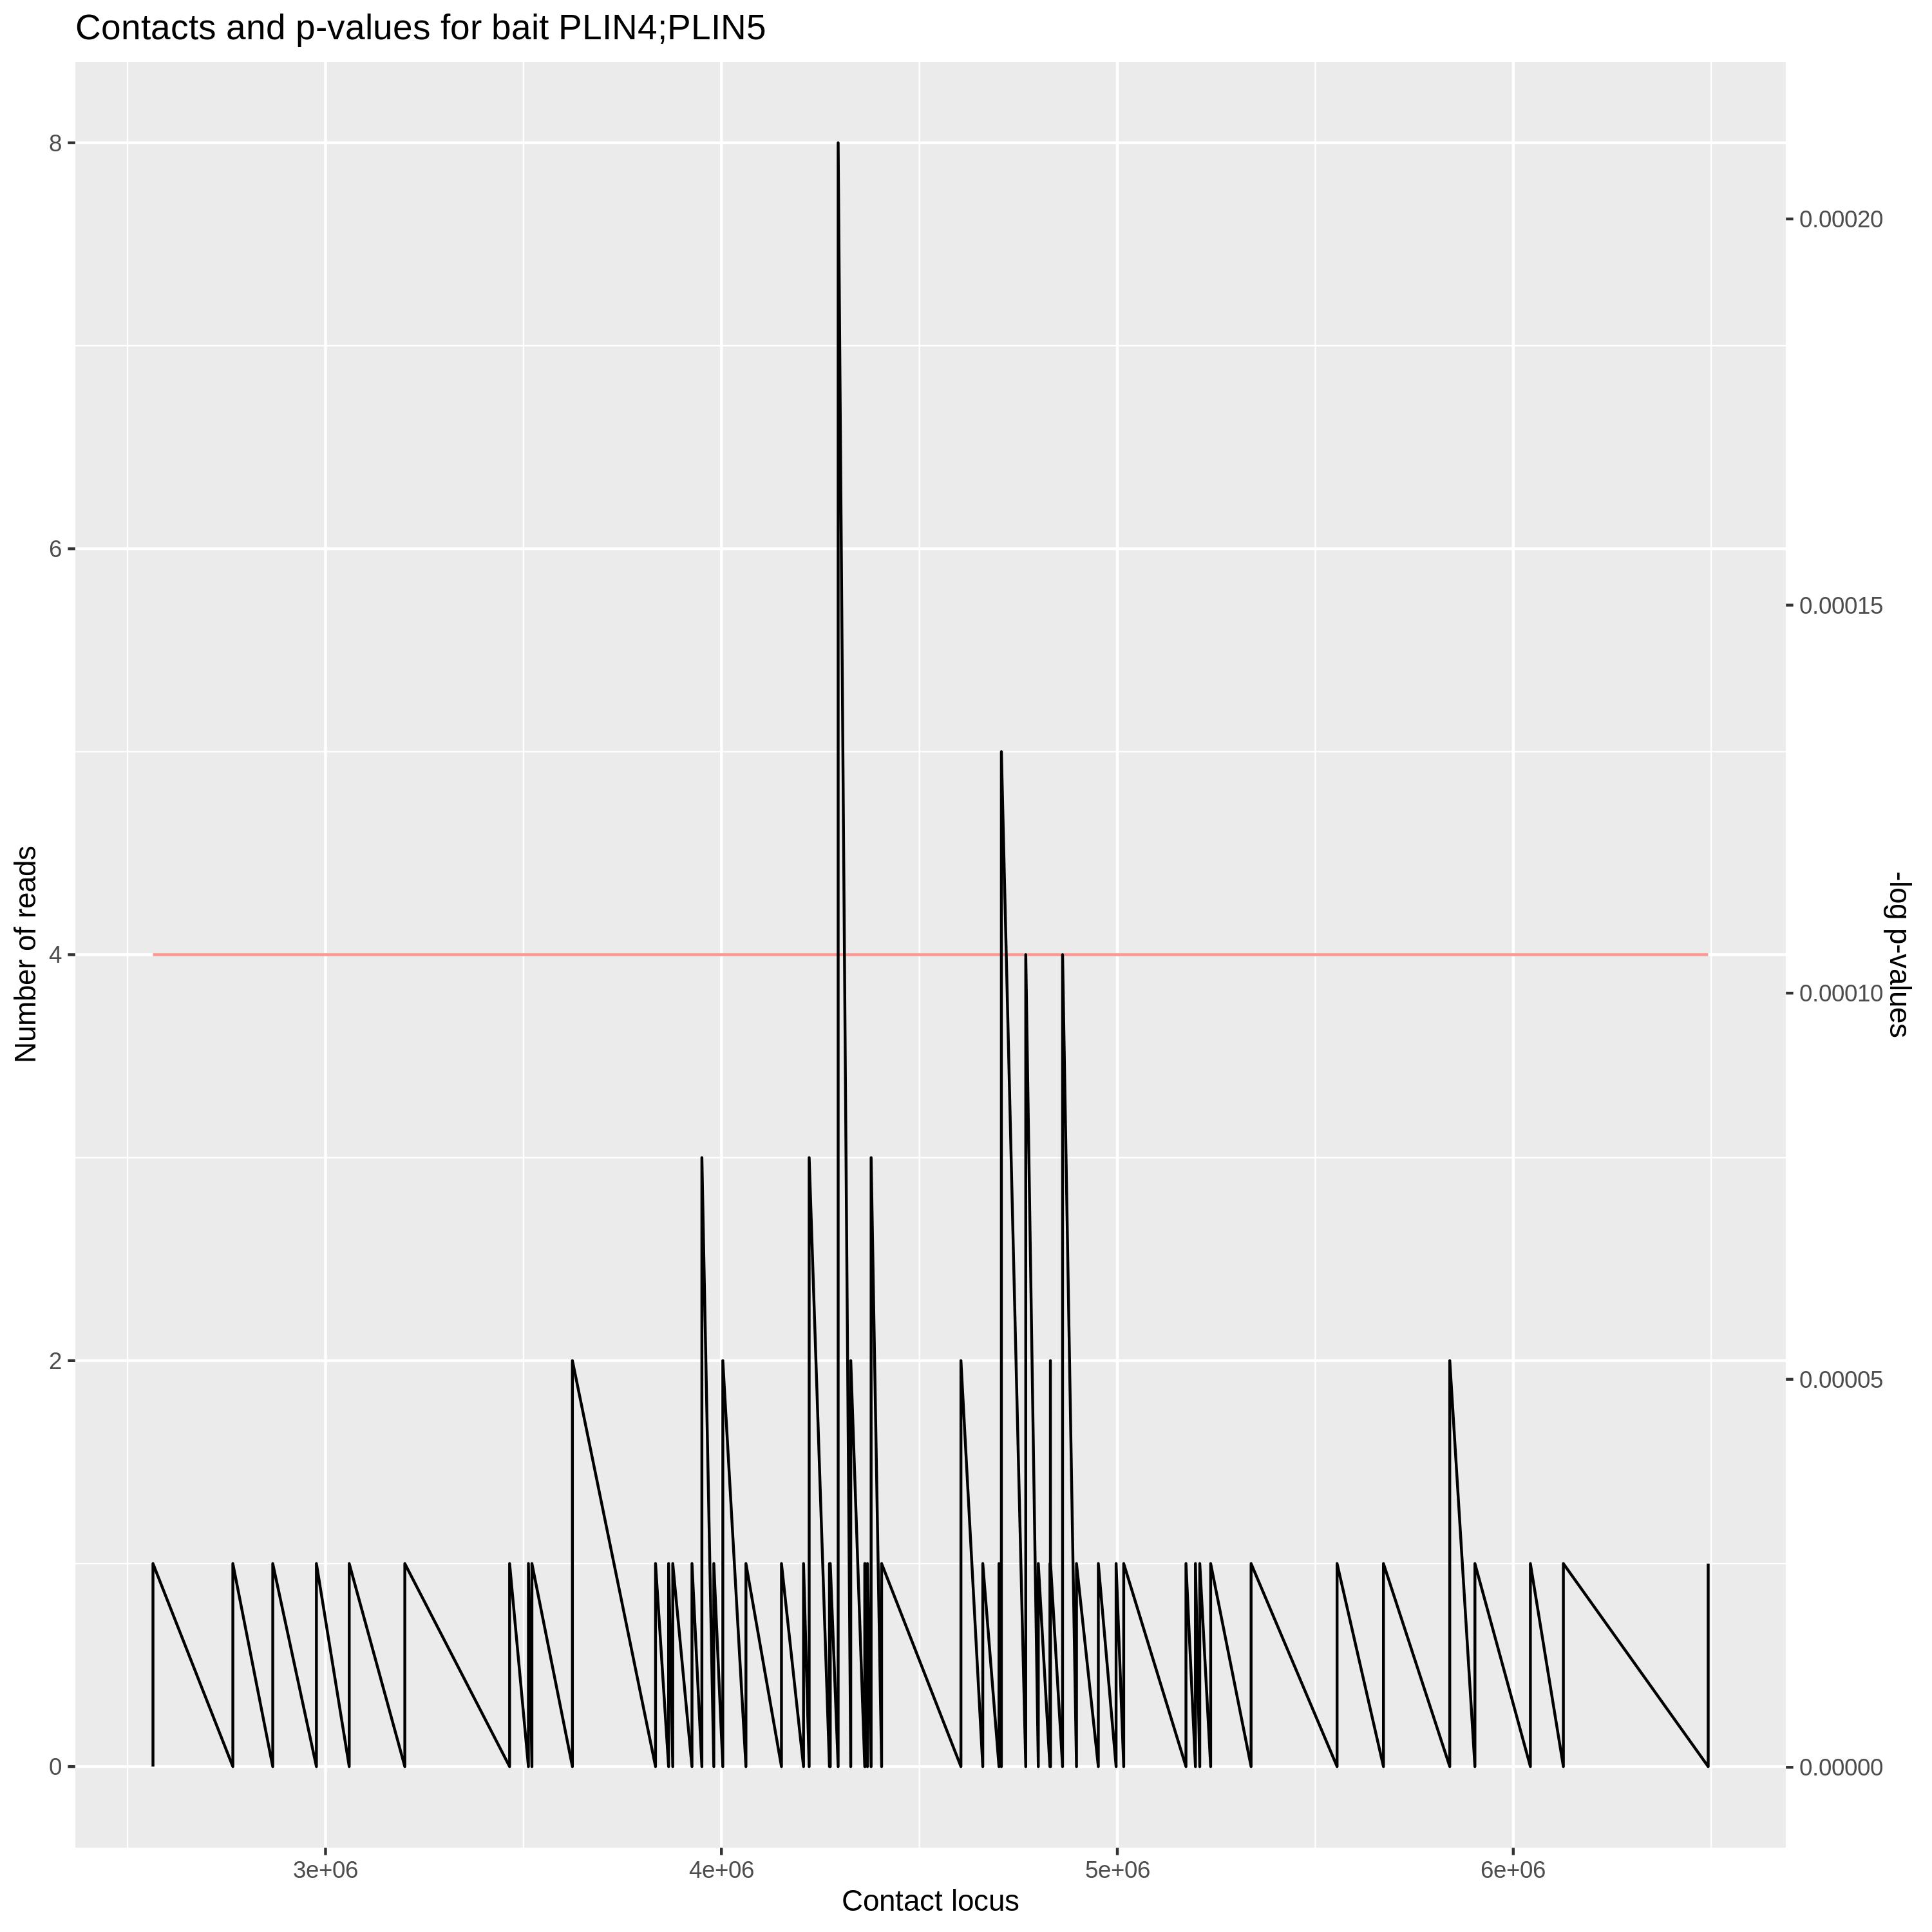 Contacts and p-values for bait PLIN4;PLIN5
8
6
4
2
0
Number of reads
0.00020
0.00015
0.00010
0.00005
0.00000
-log p-values
3e+06
4e+06
5e+06
6e+06
Contact locus